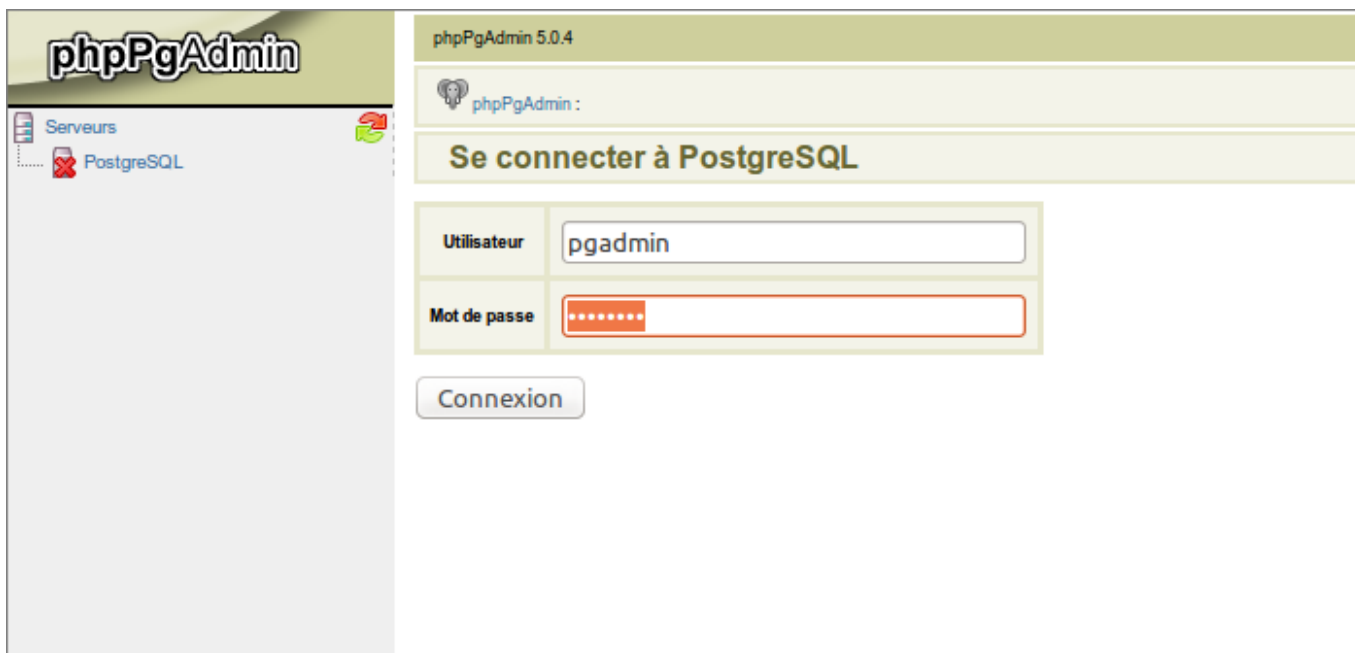 phpPgAdmin
Serveurs
PostgreSQL
phpPgAdmin 5.0.4
phpPgAdmin :
Se connecter à PostgreSQL
Utilisateur pgadmin
Mot de passe ••••••••
Connexion